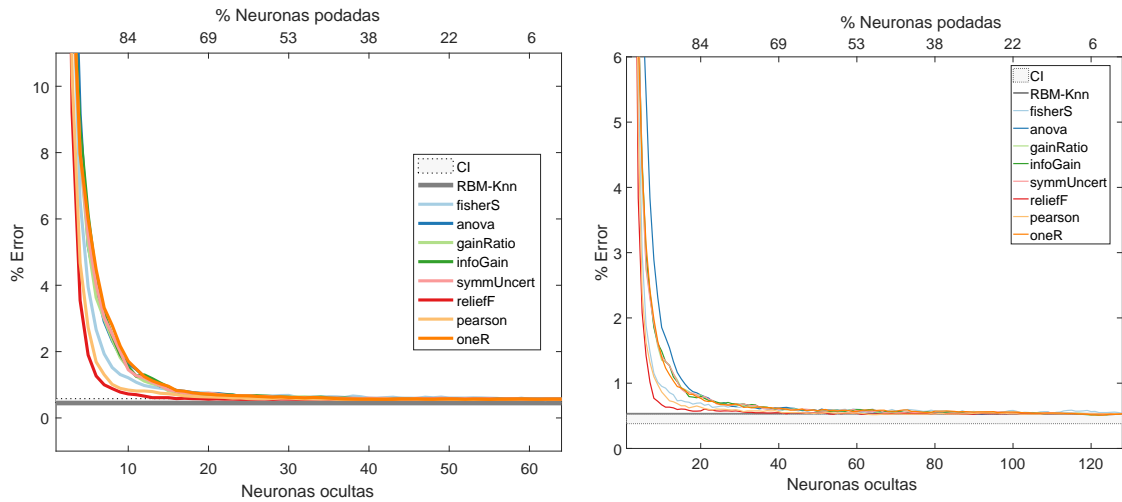 % Neuronas podadas
84 69 53 38 22 6
10
8
6
4
2
0
% Error
CI
RBM-Knn
fisherS
anova
gainRatio
infoGain
symmUncert
reliefF
pearson
oneR
10 20 30 40 50 60
Neuronas ocultas
% Neuronas podadas
84 69 53 38 22 6
6
5
4
3
2
1
0
% Error
CI
RBM-Knn
fisherS
anova
gainRatio
infoGain
symmUncert
reliefF
pearson
oneR
20 40 60 80 100 120
Neuronas ocultas